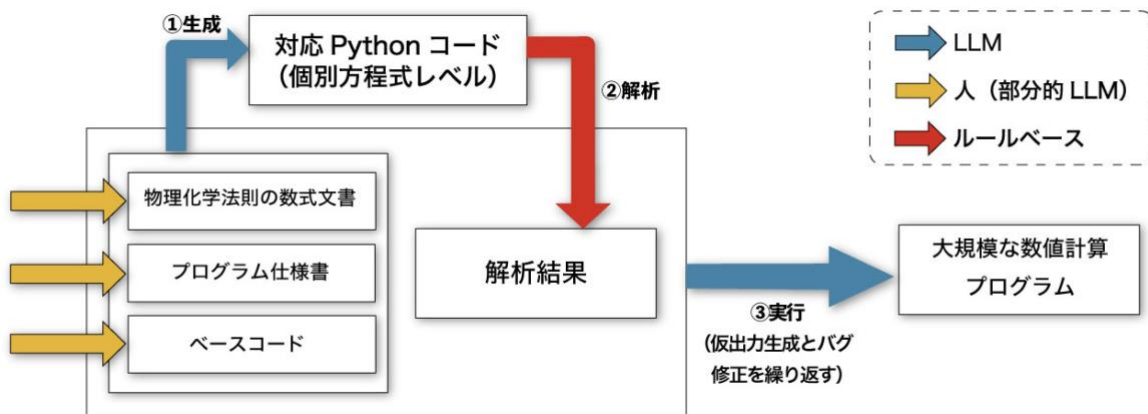 ①生成
対応 Python コード
（個別方程式レベル）
②解析
LLM
人（部分的 LLM）
ルールベース
物理化学法則の数式文書
プログラム仕様書
ベースコード
解析結果
③実行
（仮出力生成とバグ
修正を繰り返す）
大規模な数値計算
プログラム